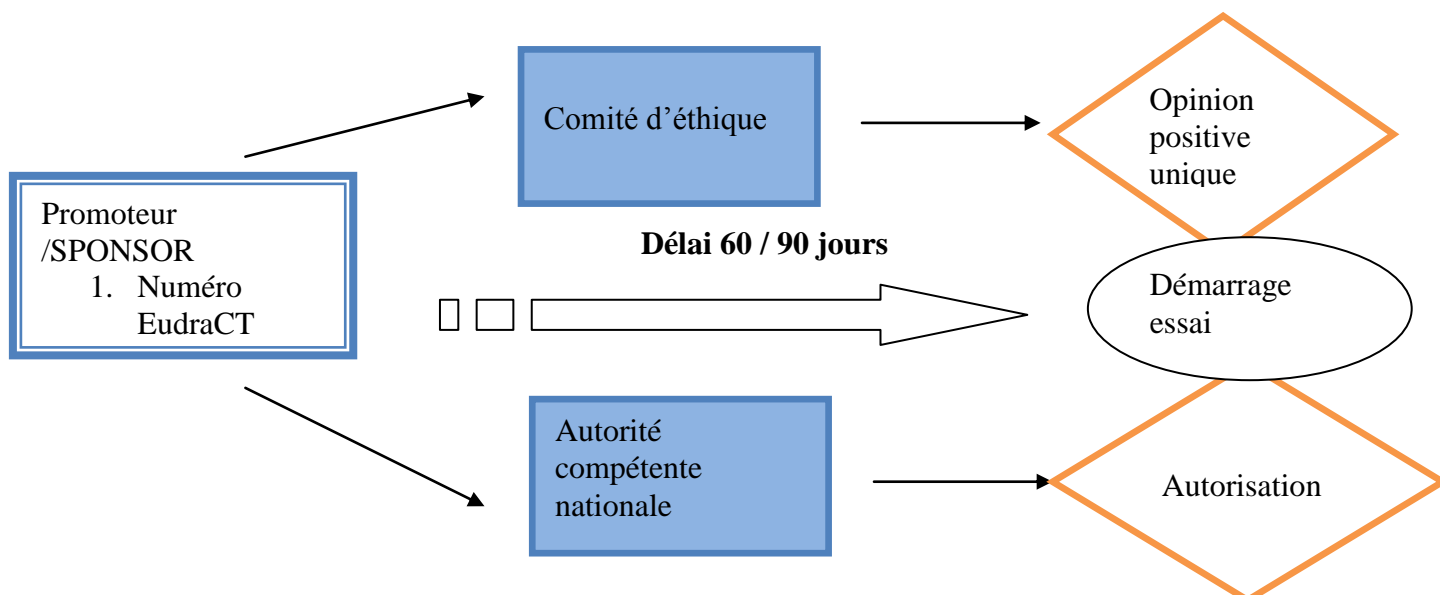 Comité d'éthique
Opinion
positive
unique
Promoteur
/SPONSOR
1. Numéro
EudraCT
Délai 60 / 90 jours
Démarrage
essai
Autorité
compétente
nationale
Autorisation